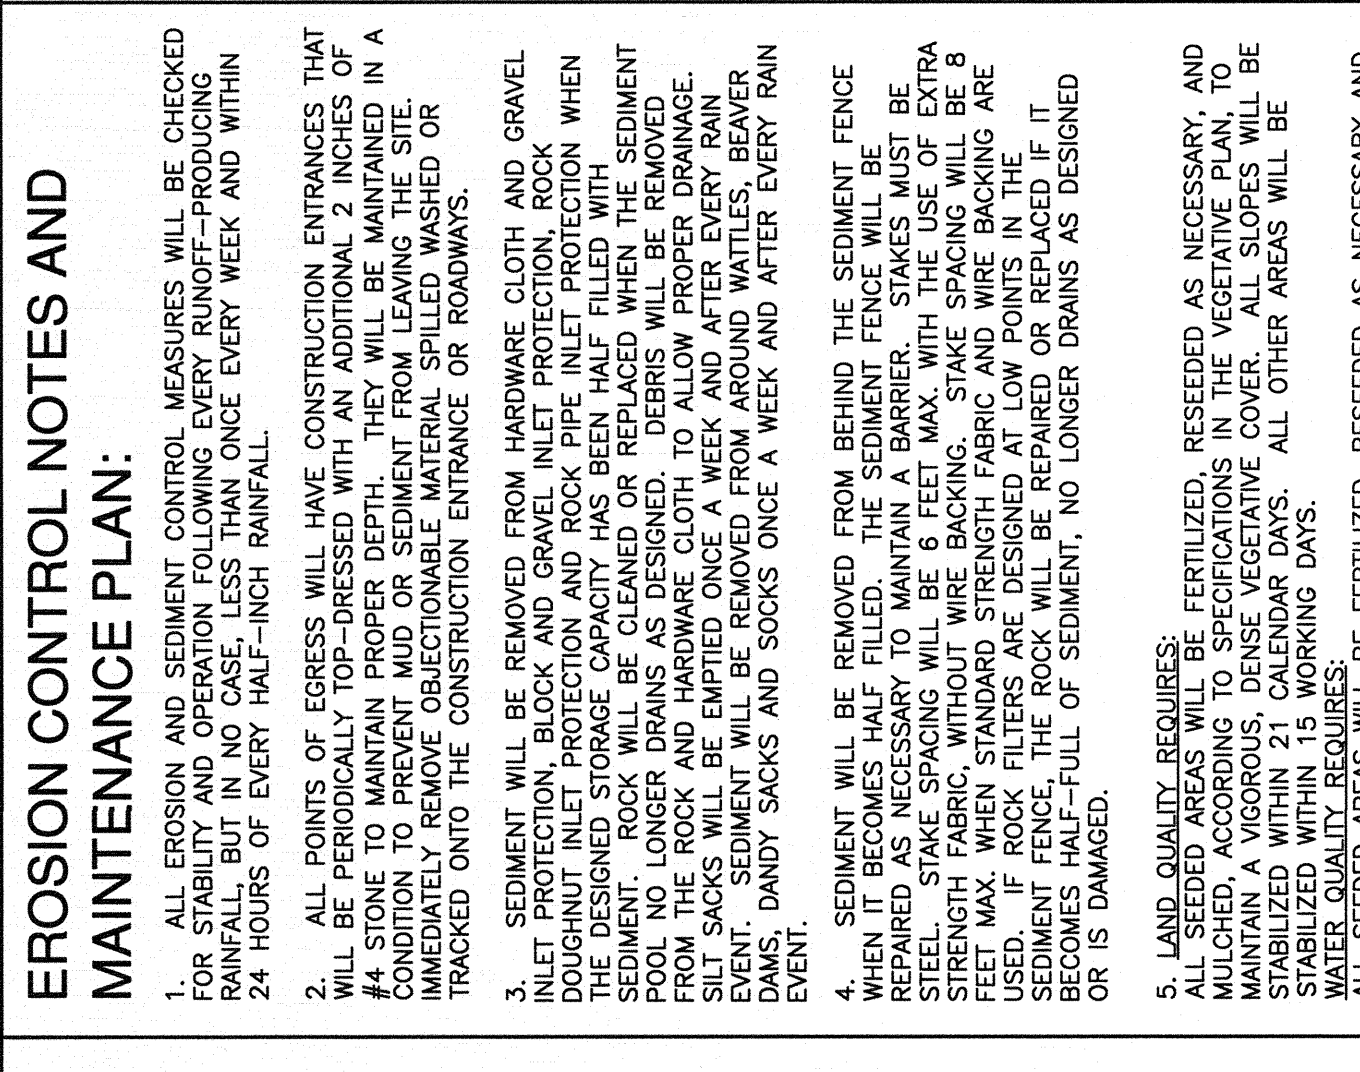 EROSION CONTROL NOTES AND
MAINTENANCE PLAN:
1. ALL EROSION AND SEDIMENT CONTROL MEASURES WILL BE CHECKED
FOR STABILITY AND OPERATION FOLLOWING EVERY RUNOFF-PRODUCING
RAINFALL, BUT IN NO CASE, LESS THAN ONCE EVERY WEEK AND WITHIN
24 HOURS OF EVERY HALF-INCH RAINFALL.
2. ALL POINTS OF EGRESS WILL HAVE CONSTRUCTION ENTRANCES THAT
WILL BE PERIODICALLY TOP-DRESSED WITH AN ADDITIONAL 2 INCHES OF
#4 STONE TO MAINTAIN PROPER DEPTH. THEY WILL BE MAINTAINED IN A
CONDITION TO PREVENT MUD OR SEDIMENT FROM LEAVING THE SITE.
IMMEDIATELY REMOVE OBJECTIONABLE MATERIAL SPILLED WASHED OR
TRACKED ONTO THE CONSTRUCTION ENTRANCE OR ROADWAYS.
3. SEDIMENT WILL BE REMOVED FROM HARDWARE CLOTH AND GRAVEL
INLET PROTECTION, BLOCK AND GRAVEL INLET PROTECTION, ROCK
DOUGHNUT INLET PROTECTION AND ROCK PIPE INLET PROTECTION WHEN
THE DESIGNED STORAGE CAPACITY HAS BEEN HALF FILLED WITH
SEDIMENT. ROCK WILL BE CLEANED OR REPLACED WHEN THE SEDIMENT
POOL NO LONGER DRAINS AS DESIGNED. DEBRIS WILL BE REMOVED
FROM THE ROCK AND HARDWARE CLOTH TO ALLOW PROPER DRAINAGE.
SILT SACKS WILL BE EMPTIED ONCE A WEEK AND AFTER EVERY RAIN
EVENT. SEDIMENT WILL BE REMOVED FROM AROUND WATTLES, BEAVER
DAMS, DANDY SACKS AND SOCKS ONCE A WEEK AND AFTER EVERY RAIN
EVENT.
4. SEDIMENT WILL BE REMOVED FROM BEHIND THE SEDIMENT FENCE
WHEN IT BECOMES HALF FILLED. THE SEDIMENT FENCE WILL BE
REPAIRED AS NECESSARY TO MAINTAIN A BARRIER. STAKES MUST BE
STEEL. STAKE SPACING WILL BE 6 FEET MAX. WITH THE USE OF EXTRA
STRENGTH FABRIC, WITHOUT WIRE BACKING. STAKE SPACING WILL BE 8
FEET MAX. WHEN STANDARD STRENGTH FABRIC AND WIRE BACKING ARE
USED. IF ROCK FILTERS ARE DESIGNED AT LOW POINTS IN THE
SEDIMENT FENCE, THE ROCK WILL BE REPAIRED OR REPLACED IF IT
BECOMES HALF-FULL OF SEDIMENT, NO LONGER DRAINS AS DESIGNED
OR IS DAMAGED.
5. LAND QUALITY REQUIRES:
ALL SEEDED AREAS WILL BE FERTILIZED, RESEEDED AS NECESSARY, AND
MULCHED, ACCORDING TO SPECIFICATIONS IN THE VEGETATIVE PLAN, TO
MAINTAIN A VIGOROUS, DENSE VEGETATIVE COVER. ALL SLOPES WILL BE
STABILIZED WITHIN 21 CALENDAR DAYS. ALL OTHER AREAS WILL BE
STABILIZED WITHIN 15 WORKING DAYS.
WATER QUALITY REQUIRES:
ALL SEEDED AREAS WILL BE FERTILIZED, RESEEDED AS NECESSARY, AND